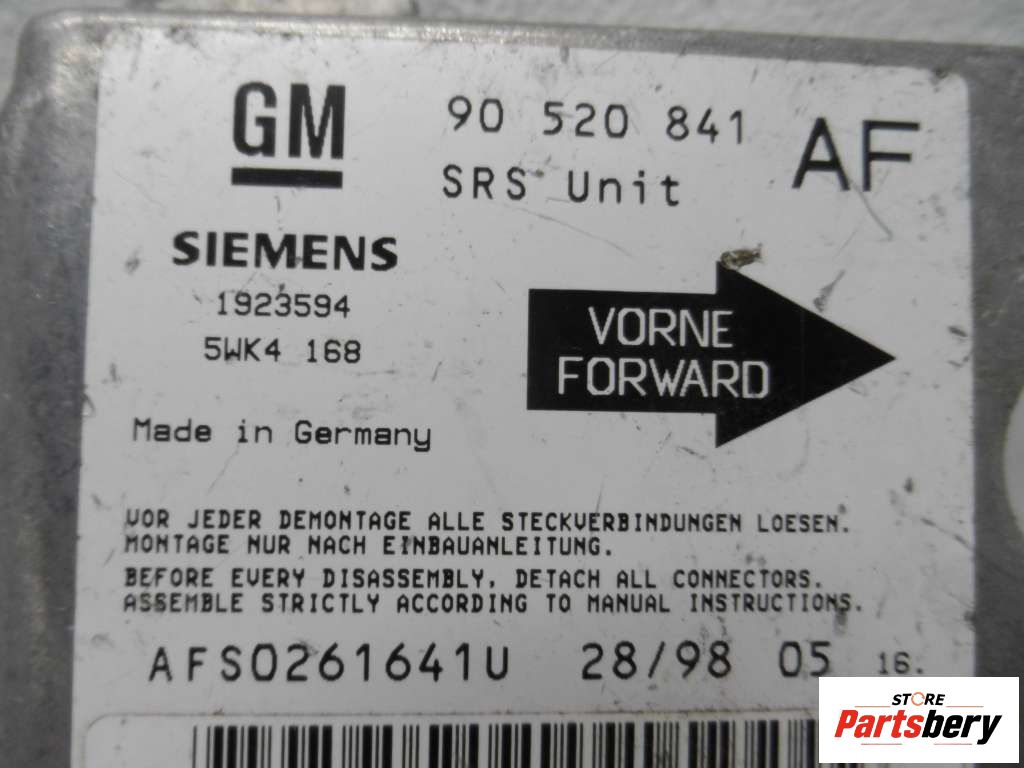 GM 90 520 841 AF
SRS Unit
SIEMENS
1923594
5WK4 168
VORNE
FORWARD
Made in Germany
VOR JEDER DEMONTAGE ALLE STECKVERBINDUNGEN LOESEN.
MONTAGE NUR NACH EINBAUANLEITUNG.
BEFORE EVERY DISASSEMBLY, DETACH ALL CONNECTORS.
ASSEMBLE STRICTLY ACCORDING TO MANUAL INSTRUCTIONS.
AFS0261641U 28/98 05 16.
STORE
Partsbery